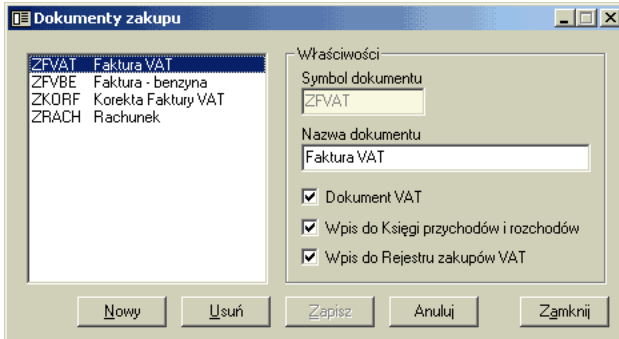 Dokumenty zakupu
ZFVAT Faktura VAT
ZFVBE Faktura - benzyna
ZKORF Korekta Faktury VAT
ZRACH Rachunek
Właściwości
Symbol dokumentu
ZFVAT
Nazwa dokumentu
Faktura VAT
Dokument VAT
Wpis do Księgi przychodów i rozchodów
Wpis do Rejestru zakupów VAT
Nowy Usuń Zapisz Anuluj Zamknij